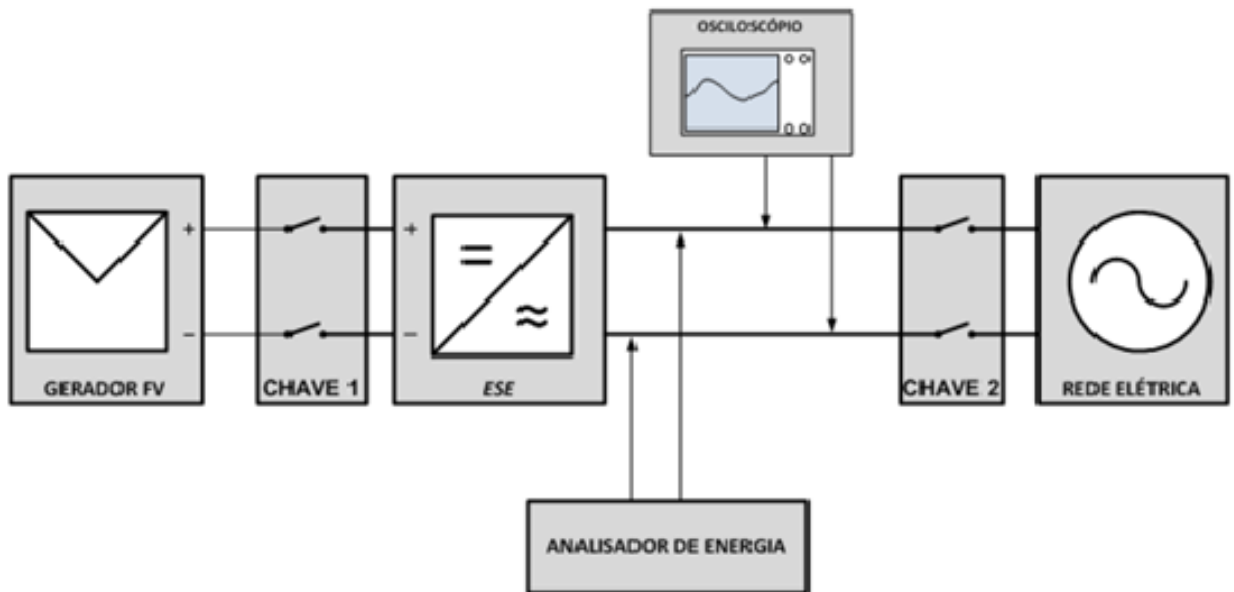 OSCILOSCÓPIO
+
−
+
−
GERADOR FV
CHAVE 1
ESE
CHAVE 2
REDE ELÉTRICA
ANALISADOR DE ENERGIA